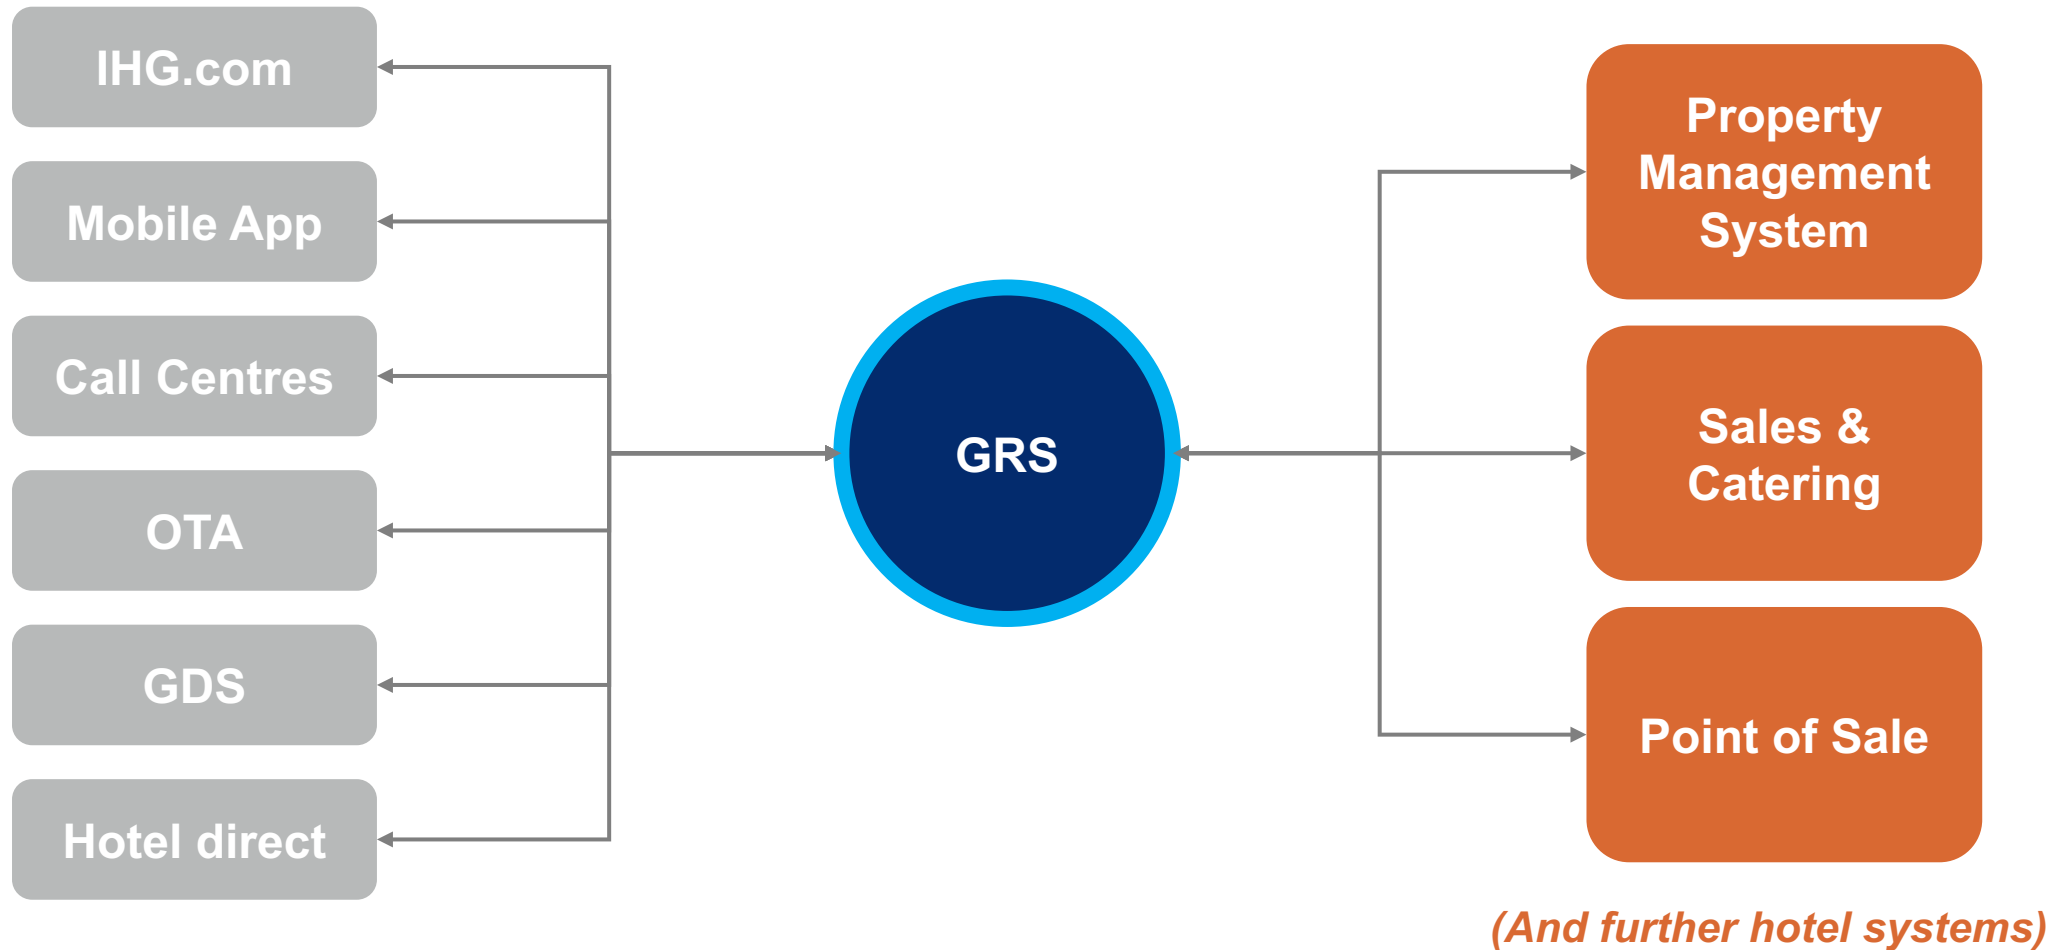 IHG.com
Mobile App
Call Centres
OTA
GDS
Hotel direct
GRS
Property
Management
System
Sales &
Catering
Point of Sale
(And further hotel systems)